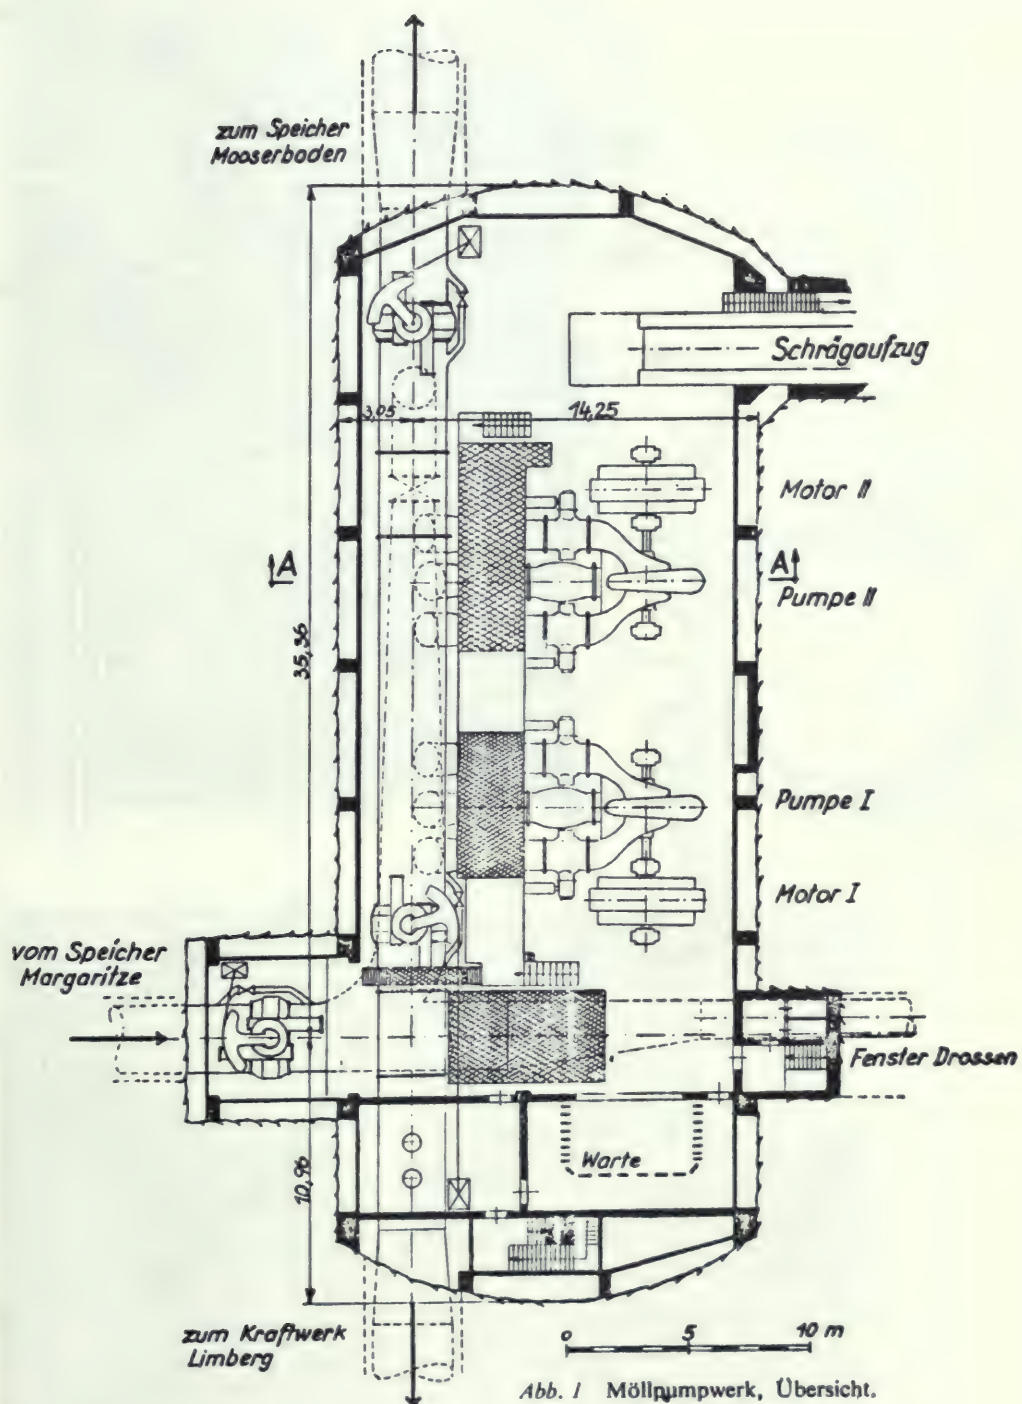 zum Speicher
Mooserboden
Schrägaufzug
3,05
14,25
Motor II
A
A
Pumpe II
35,36
Pumpe I
Motor I
vom Speicher
Margaritze
Fenster Drossen
10,96
Warte
zum Kraftwerk
Limberg
0 5 10 m
Abb. 1 Möllpumpwerk, Übersicht.